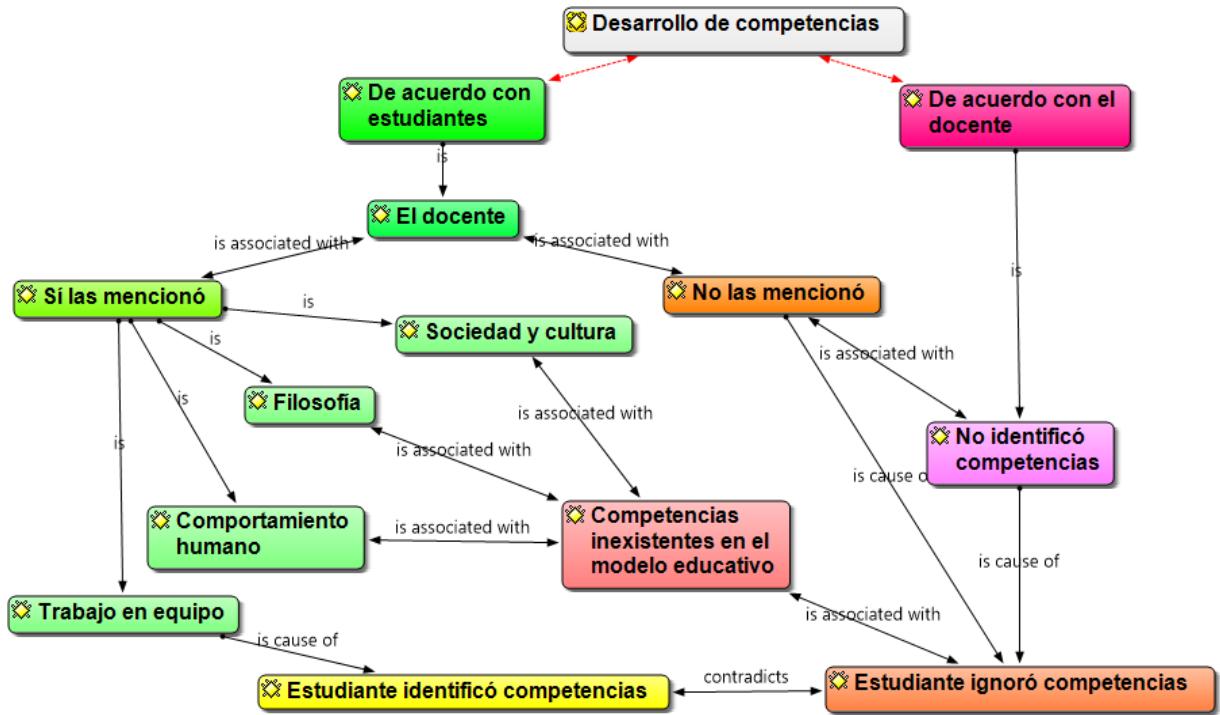 Desarrollo de competencias
De acuerdo con
estudiantes
De acuerdo con el
docente
is
El docente
is associated with
is associated with
Sí las mencionó
No las mencionó
is
is
Sociedad y cultura
is
is associated with
Filosofía
is
is associated with
No identificó
competencias
is
is associated with
is cause o
Comportamiento
humano
is associated with
Competencias
inexistentes en el
modelo educativo
is cause of
Trabajo en equipo
is associated with
is cause of
Estudiante identificó competencias
contradicts
Estudiante ignoró competencias